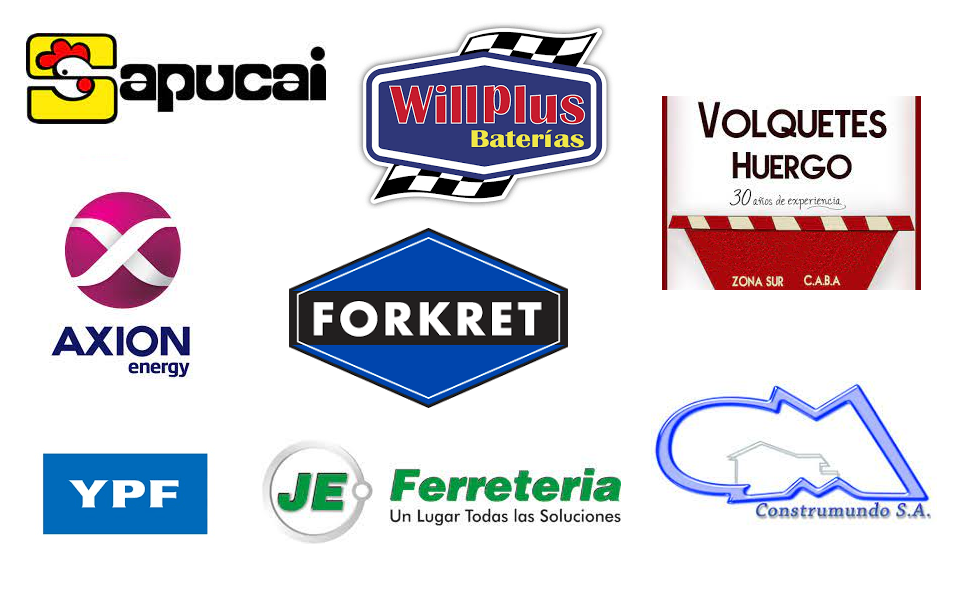 Sapucai
WillPlus
Baterías
VOLQUETES
HUERGO
30 años de experiencia
ZONA SUR C.A.B.A
AXION
energy
FORKRET
YPF
JE
Ferreteria
Un Lugar Todas las Soluciones
CM
Construmundo S.A.